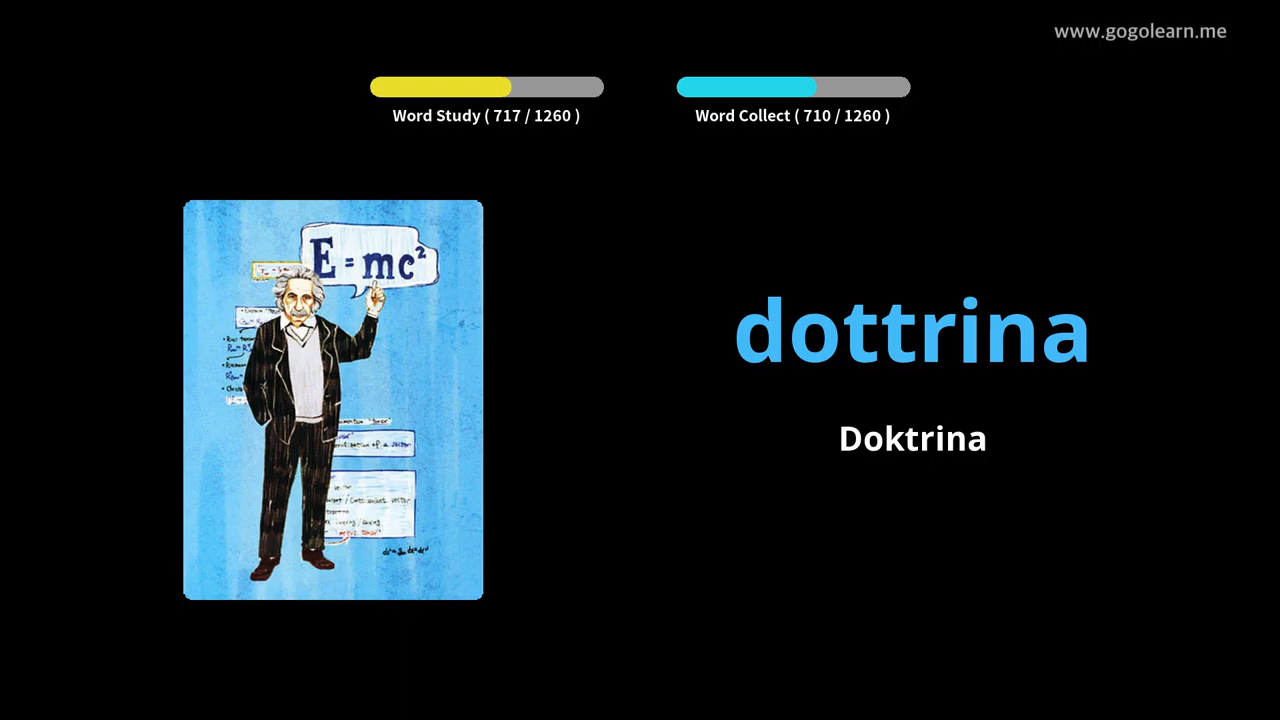 www.gogolearn.me
Word Study ( 717 / 1260 )
Word Collect ( 710 / 1260 )
E = mc²
dottrina
Doktrina